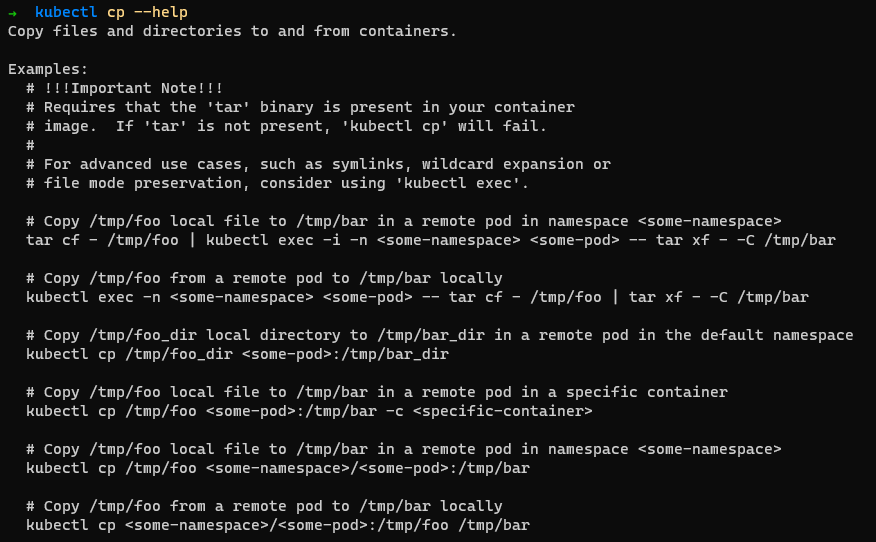 →  kubectl cp --help
Copy files and directories to and from containers.

Examples:
  # !!!Important Note!!!
  # Requires that the 'tar' binary is present in your container
  # image.  If 'tar' is not present, 'kubectl cp' will fail.
  #
  # For advanced use cases, such as symlinks, wildcard expansion or
  # file mode preservation, consider using 'kubectl exec'.

  # Copy /tmp/foo local file to /tmp/bar in a remote pod in namespace <some-namespace>
  tar cf - /tmp/foo | kubectl exec -i -n <some-namespace> <some-pod> -- tar xf - -C /tmp/bar

  # Copy /tmp/foo from a remote pod to /tmp/bar locally
  kubectl exec -n <some-namespace> <some-pod> -- tar cf - /tmp/foo | tar xf - -C /tmp/bar

  # Copy /tmp/foo_dir local directory to /tmp/bar_dir in a remote pod in the default namespace
  kubectl cp /tmp/foo_dir <some-pod>:/tmp/bar_dir

  # Copy /tmp/foo local file to /tmp/bar in a remote pod in a specific container
  kubectl cp /tmp/foo <some-pod>:/tmp/bar -c <specific-container>

  # Copy /tmp/foo local file to /tmp/bar in a remote pod in namespace <some-namespace>
  kubectl cp /tmp/foo <some-namespace>/<some-pod>:/tmp/bar

  # Copy /tmp/foo from a remote pod to /tmp/bar locally
  kubectl cp <some-namespace>/<some-pod>:/tmp/foo /tmp/bar